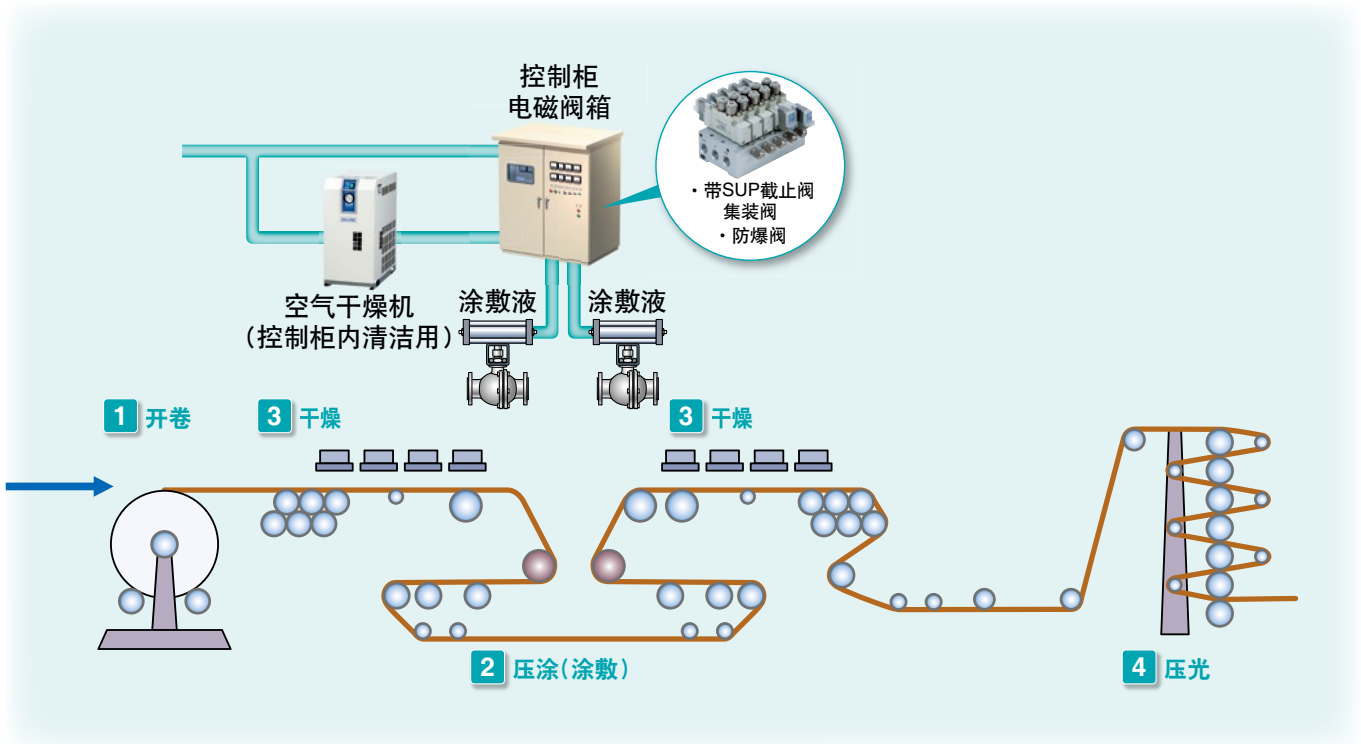 控制柜
电磁阀箱
・带SUP截止阀
集装阀
・防爆阀
空气干燥机
（控制柜内清洁用）
涂敷液
涂敷液
1 开卷
3 干燥
3 干燥
2 压涂（涂敷）
4 压光